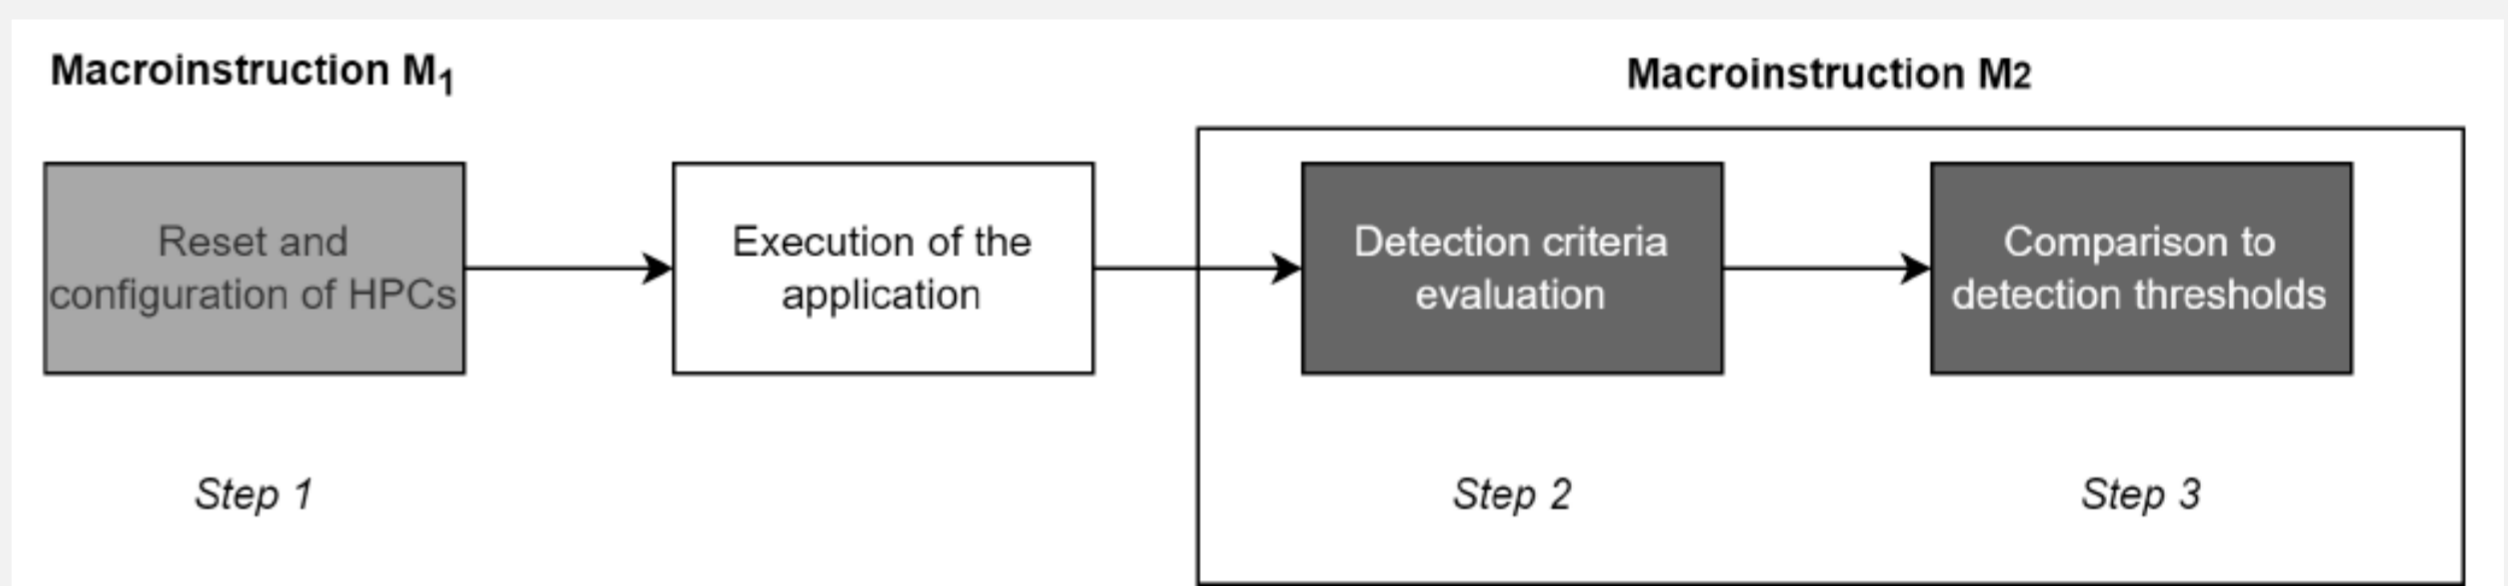 Macroinstruction M₁
Macroinstruction M2
Reset and
configuration of HPCs
Execution of the
application
Detection criteria
evaluation
Comparison to
detection thresholds
Step 1
Step 2
Step 3